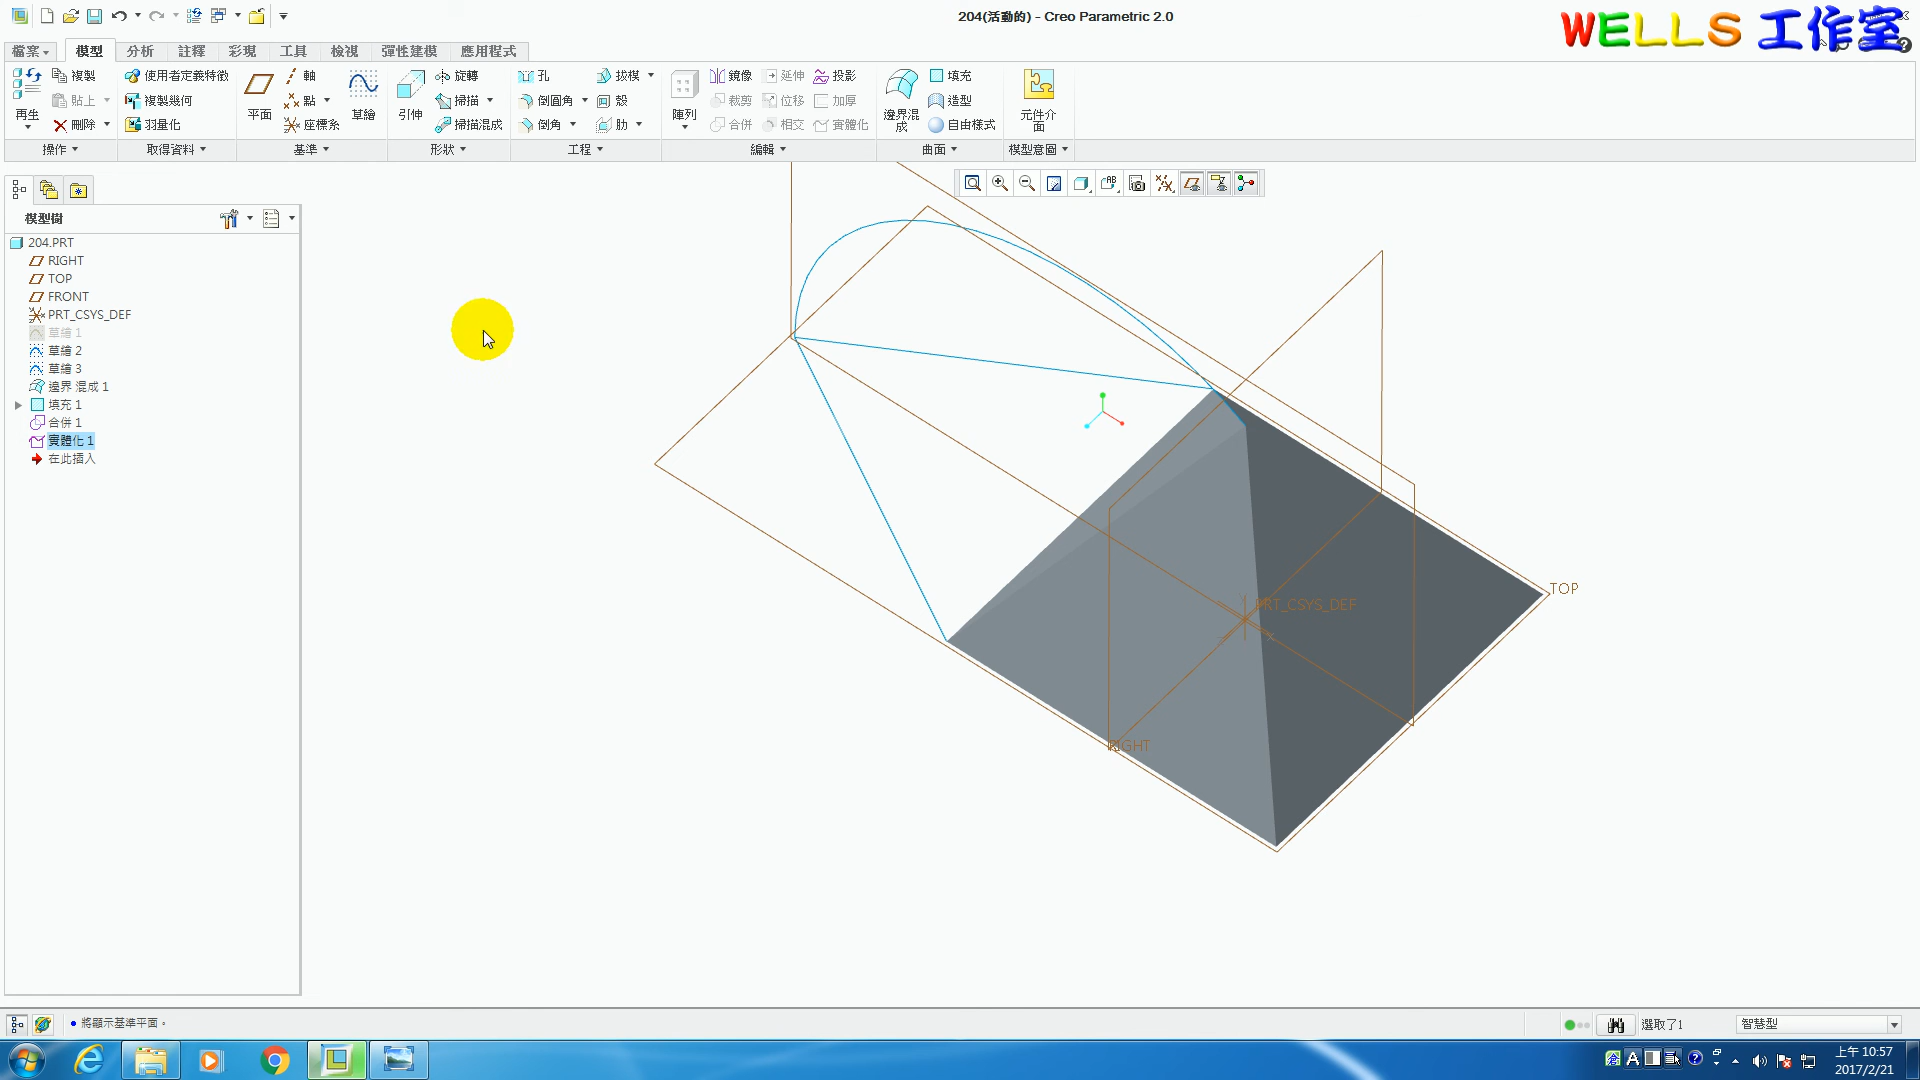 204(活動的) - Creo Parametric 2.0
WELLS 工作室
檔案
模型
分析
註釋
彩現
工具
檢視
彈性建模
應用程式
再生
複製
貼上
刪除
操作
使用者定義特徵
複製幾何
羽量化
取得資料
平面
軸
點
座標系
草繪
基準
引伸
旋轉
掃描
掃描混成
形狀
孔
倒圓角
倒角
拔模
殼
肋
工程
陣列
鏡像
裁剪
合併
延伸
位移
相交
投影
加厚
實體化
編輯
邊界混成
填充
造型
自由樣式
曲面
元件介面
模型意圖
模型樹
204.PRT
RIGHT
TOP
FRONT
PRT_CSYS_DEF
草繪 1
草繪 2
草繪 3
邊界 混成 1
填充 1
合併 1
實體化 1
在此插入
TOP
PRT_CSYS_DEF
RIGHT
將顯示基準平面。
選取了1
智慧型
上午 10:57
2017/2/21